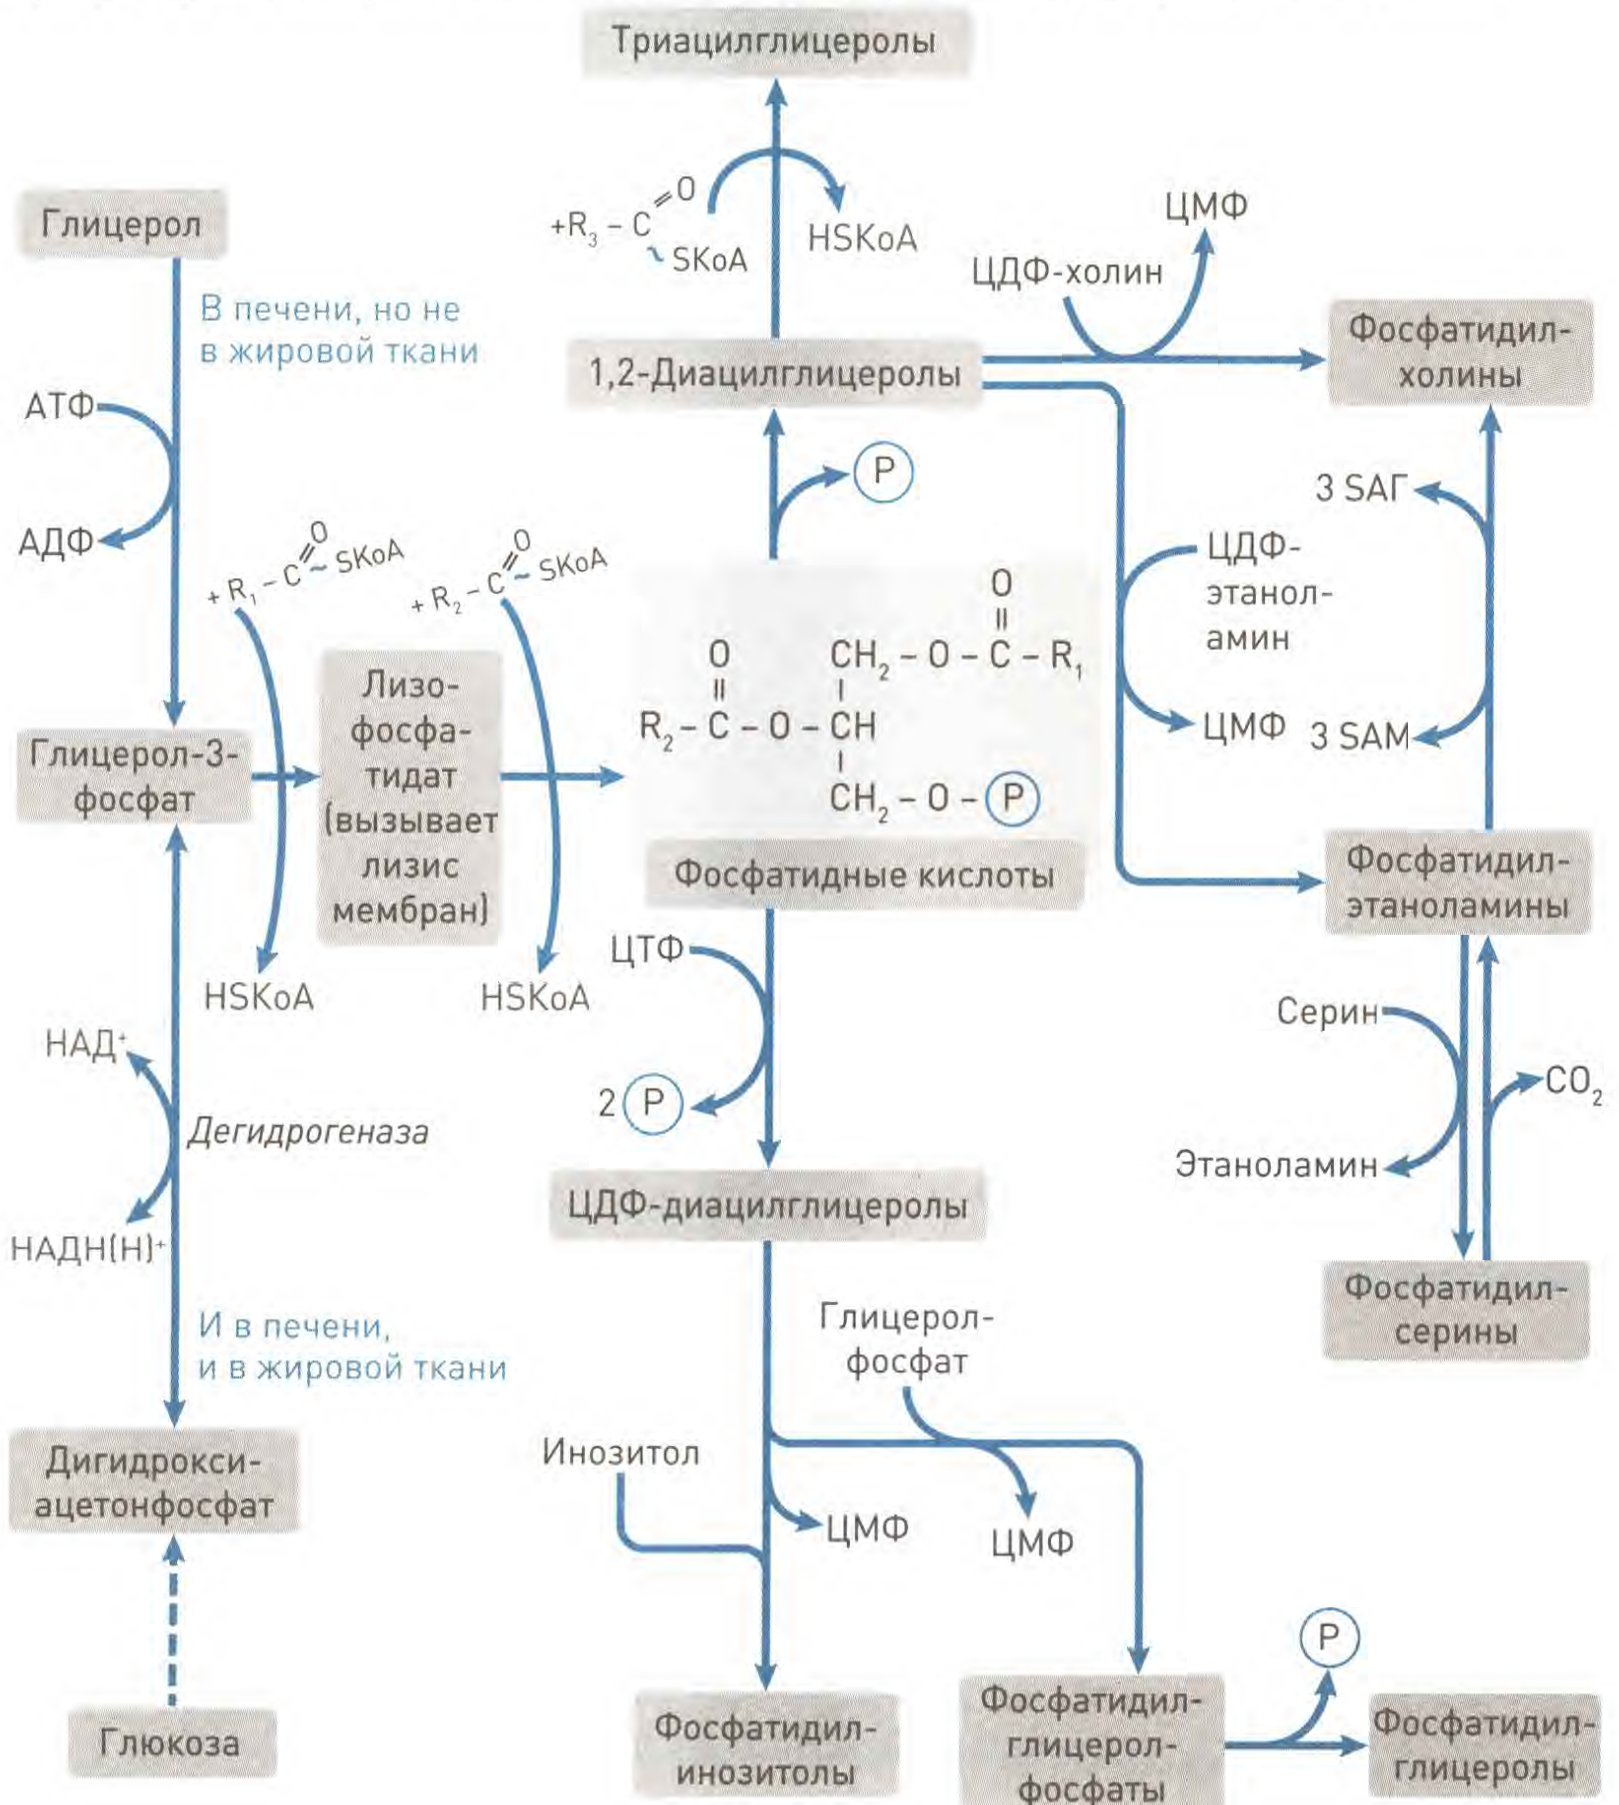 Триацилглицеролы
+R₃ – C
=O
~ SKoA
HSKoA
Глицерол
В печени, но не
в жировой ткани
АТФ
АДФ
ЦМФ
ЦДФ-холин
1,2-Диацилглицеролы
Фосфатидил-
холины
P
3 SAГ
ЦДФ-
этанол-
амин
ЦМФ
3 SAM
+ R₁ – C
O
=
~ SKoA
+ R₂ – C
O
=
~ SKoA
Глицерол-3-
фосфат
Лизо-
фосфа-
тидат
(вызывает
лизис
мембран)
HSKoA
HSKoA
O
O
CH₂ – O – C – R₁
R₂ – C – O – CH
CH₂ – O – P
Фосфатидные кислоты
Фосфатидил-
этаноламины
ЦТФ
2 P
НАД⁺
Дегидрогеназа
НАДН(Н)⁺
Серин
CO₂
Этаноламин
ЦДФ-диацилглицеролы
Фосфатидил-
серины
И в печени,
и в жировой ткани
Глицерол-
фосфат
Дигидрокси-
ацетонфосфат
Инозитол
ЦМФ
ЦМФ
Глюкоза
Фосфатидил-
инозитолы
Фосфатидил-
глицерол-
фосфаты
P
Фосфатидил-
глицеролы